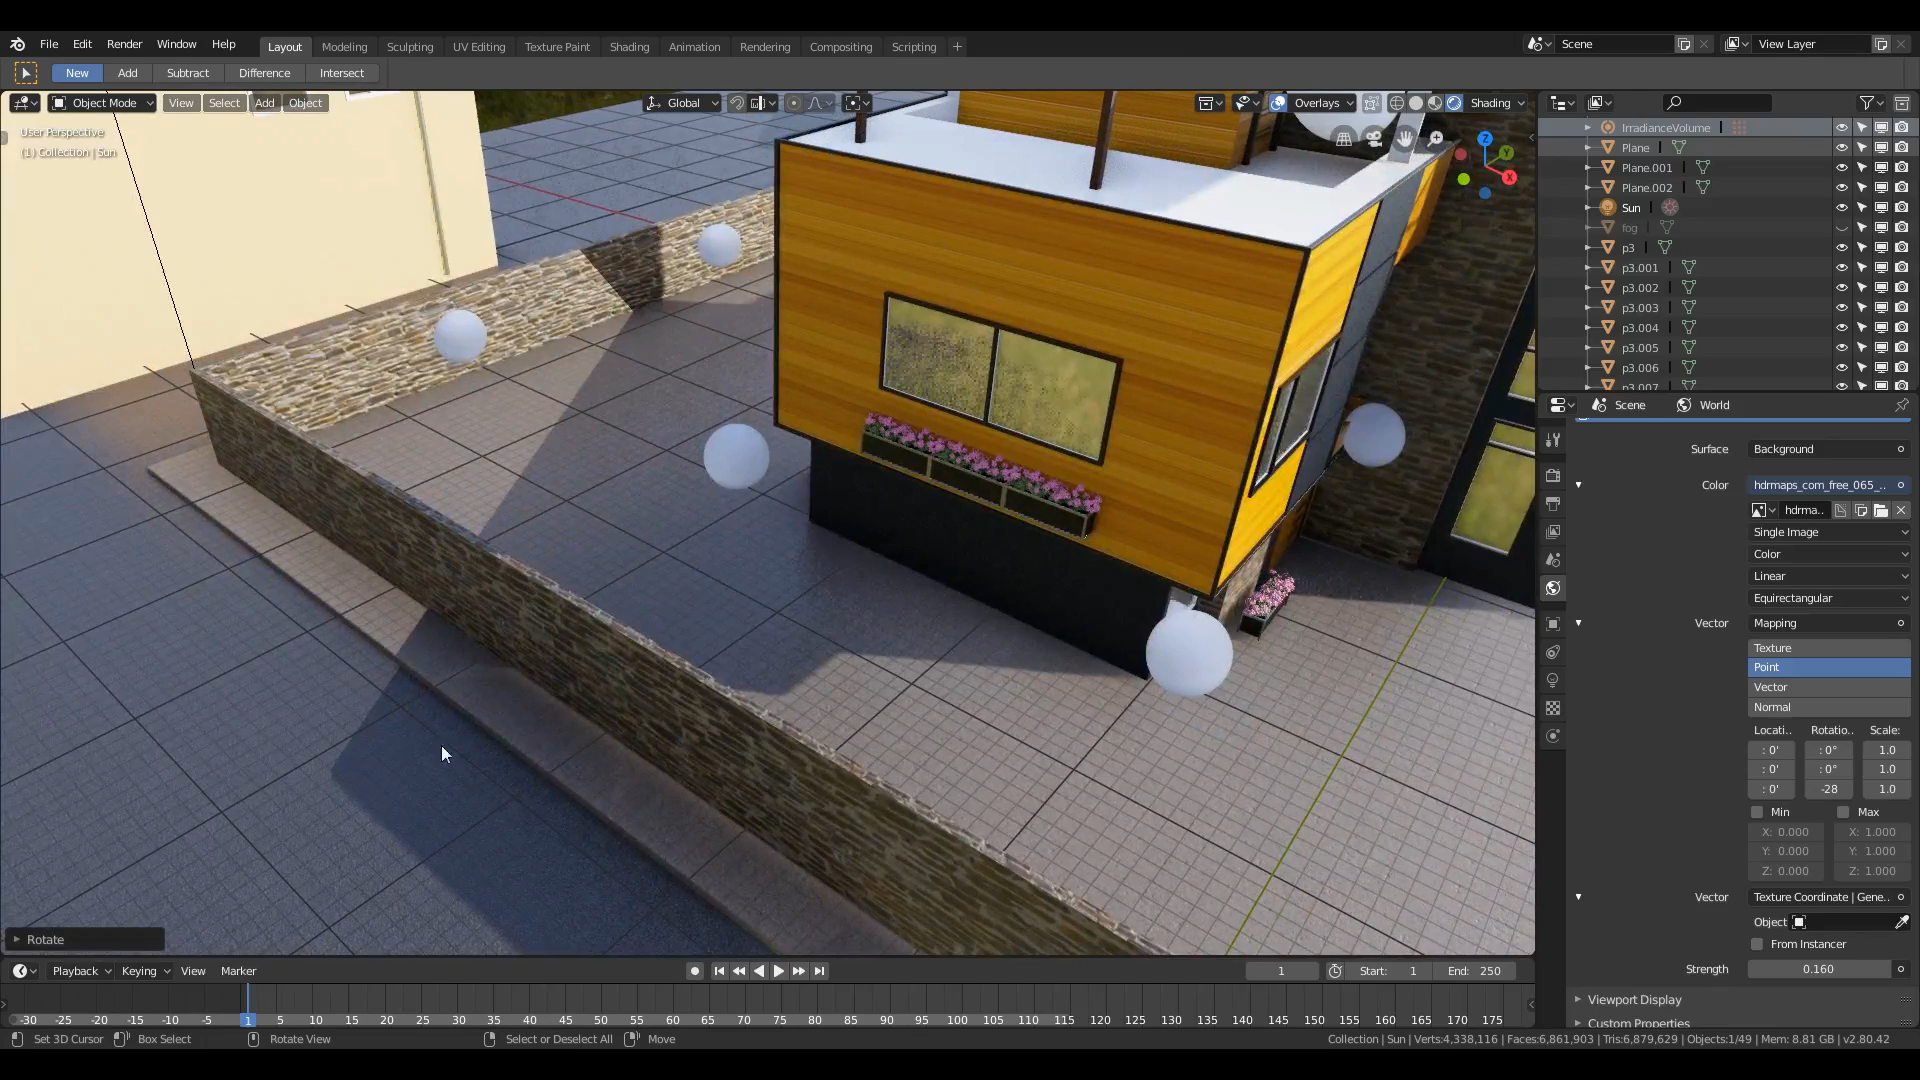 File Edit Render Window Help Layout Modeling Sculpting UV Editing Texture Paint Shading Animation Rendering Compositing Scripting + Scene View Layer
New Add Subtract Difference Intersect
Object Mode View Select Add Object Global Overlays Shading
User Perspective
(1) Collection | Sun
Z
Y
X
IrradianceVolume
Plane
Plane.001
Plane.002
Sun
fog
p3
p3.001
p3.002
p3.003
p3.004
p3.005
p3.006
p3.007
Scene World
Surface Background
Color hdrmaps_com_free_065_..
hdrma..
Single Image
Color
Linear
Equirectangular
Vector Mapping
Texture
Point
Vector
Normal
Locati.. Rotatio.. Scale:
: 0' : 0° 1.0
: 0' : 0° 1.0
: 0' -28 1.0
Min Max
X: 0.000 X: 1.000
Y: 0.000 Y: 1.000
Z: 0.000 Z: 1.000
Vector Texture Coordinate | Gene..
Object
From Instancer
Strength 0.160
Viewport Display
Custom Properties
Rotate
Playback Keying View Marker 1 Start: 1 End: 250
-30 -25 -20 -15 -10 -5 1 5 10 15 20 25 30 35 40 45 50 55 60 65 70 75 80 85 90 95 100 105 110 115 120 125 130 135 140 145 150 155 160 165 170 175
Set 3D Cursor Box Select Rotate View Select or Deselect All Move Collection | Sun | Verts:4,338,116 | Faces:6,861,903 | Tris:6,879,629 | Objects:1/49 | Mem: 8.81 GB | v2.80.42